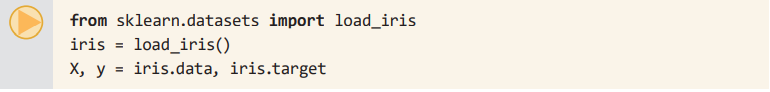 from sklearn.datasets import load_iris
iris = load_iris()
X, y = iris.data, iris.target